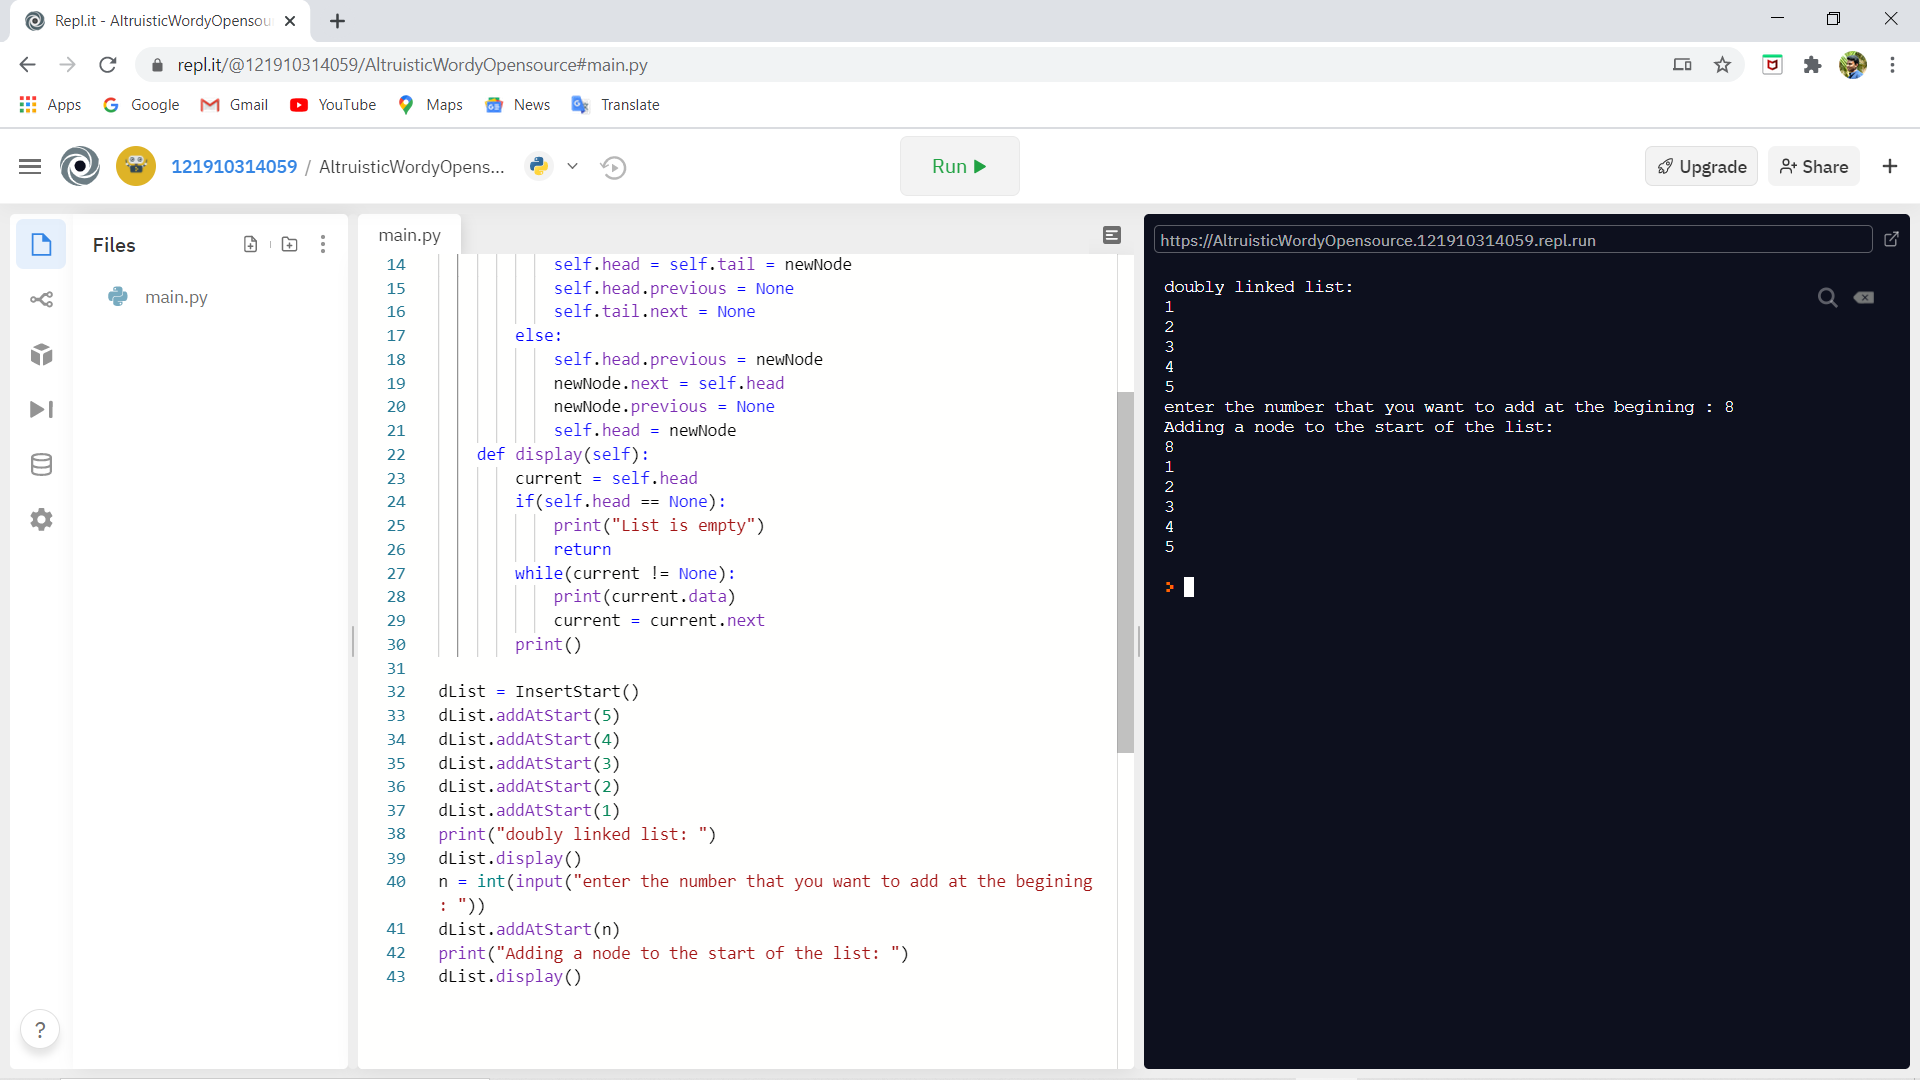 Repl.it - AltruisticWordyOpensou
repl.it/@121910314059/AltruisticWordyOpensource#main.py
Apps Google Gmail YouTube Maps News Translate
121910314059 / AltruisticWordyOpens... Run Upgrade Share
Files
main.py
main.py
14 self.head = self.tail = newNode
15 self.head.previous = None
16 self.tail.next = None
17 else:
18 self.head.previous = newNode
19 newNode.next = self.head
20 newNode.previous = None
21 self.head = newNode
22 def display(self):
23 current = self.head
24 if(self.head == None):
25 print("List is empty")
26 return
27 while(current != None):
28 print(current.data)
29 current = current.next
30 print()
31
32 dList = InsertStart()
33 dList.addAtStart(5)
34 dList.addAtStart(4)
35 dList.addAtStart(3)
36 dList.addAtStart(2)
37 dList.addAtStart(1)
38 print("doubly linked list: ")
39 dList.display()
40 n = int(input("enter the number that you want to add at the begining
: "))
41 dList.addAtStart(n)
42 print("Adding a node to the start of the list: ")
43 dList.display()
?
https://AltruisticWordyOpensource.121910314059.repl.run
doubly linked list:
1
2
3
4
5
enter the number that you want to add at the begining : 8
Adding a node to the start of the list:
8
1
2
3
4
5
>